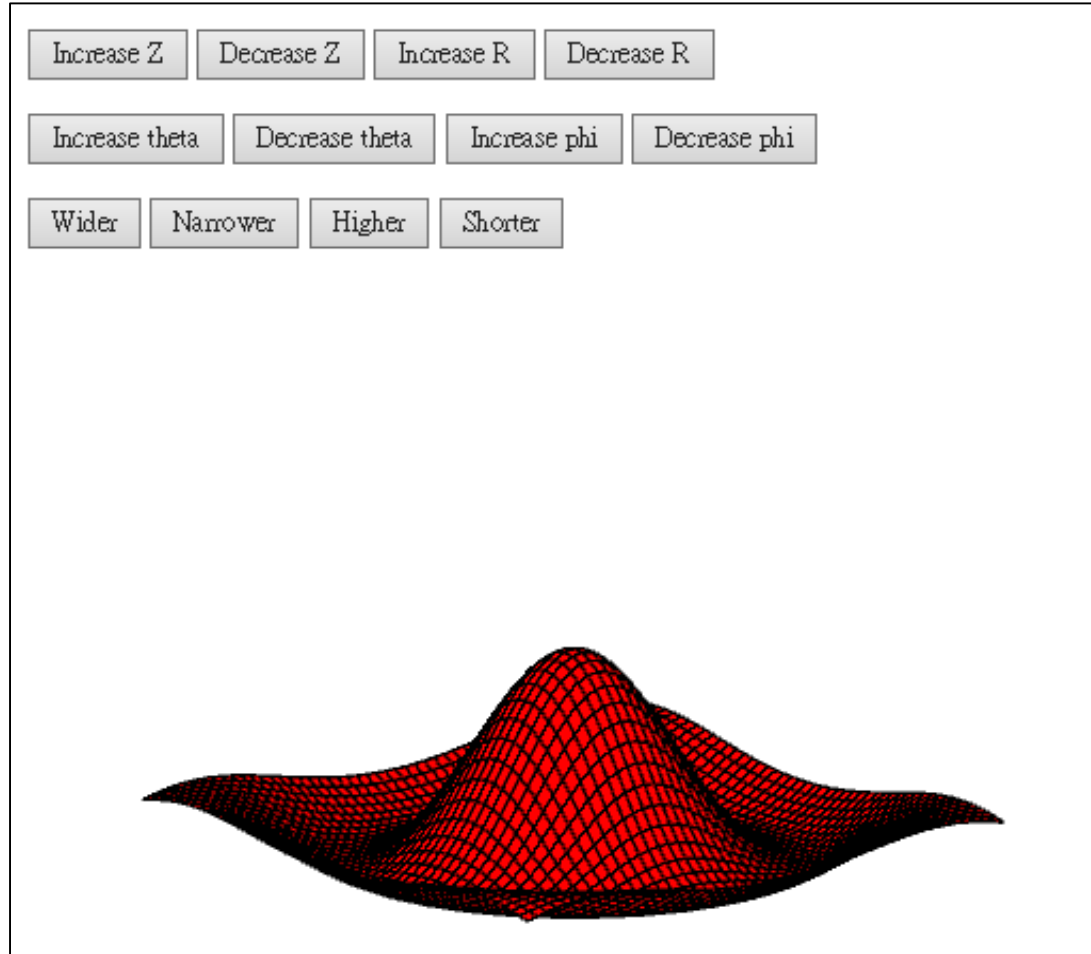 Increase Z Decrease Z Increase R Decrease R
Increase theta Decrease theta Increase phi Decrease phi
Wider Narrower Higher Shorter